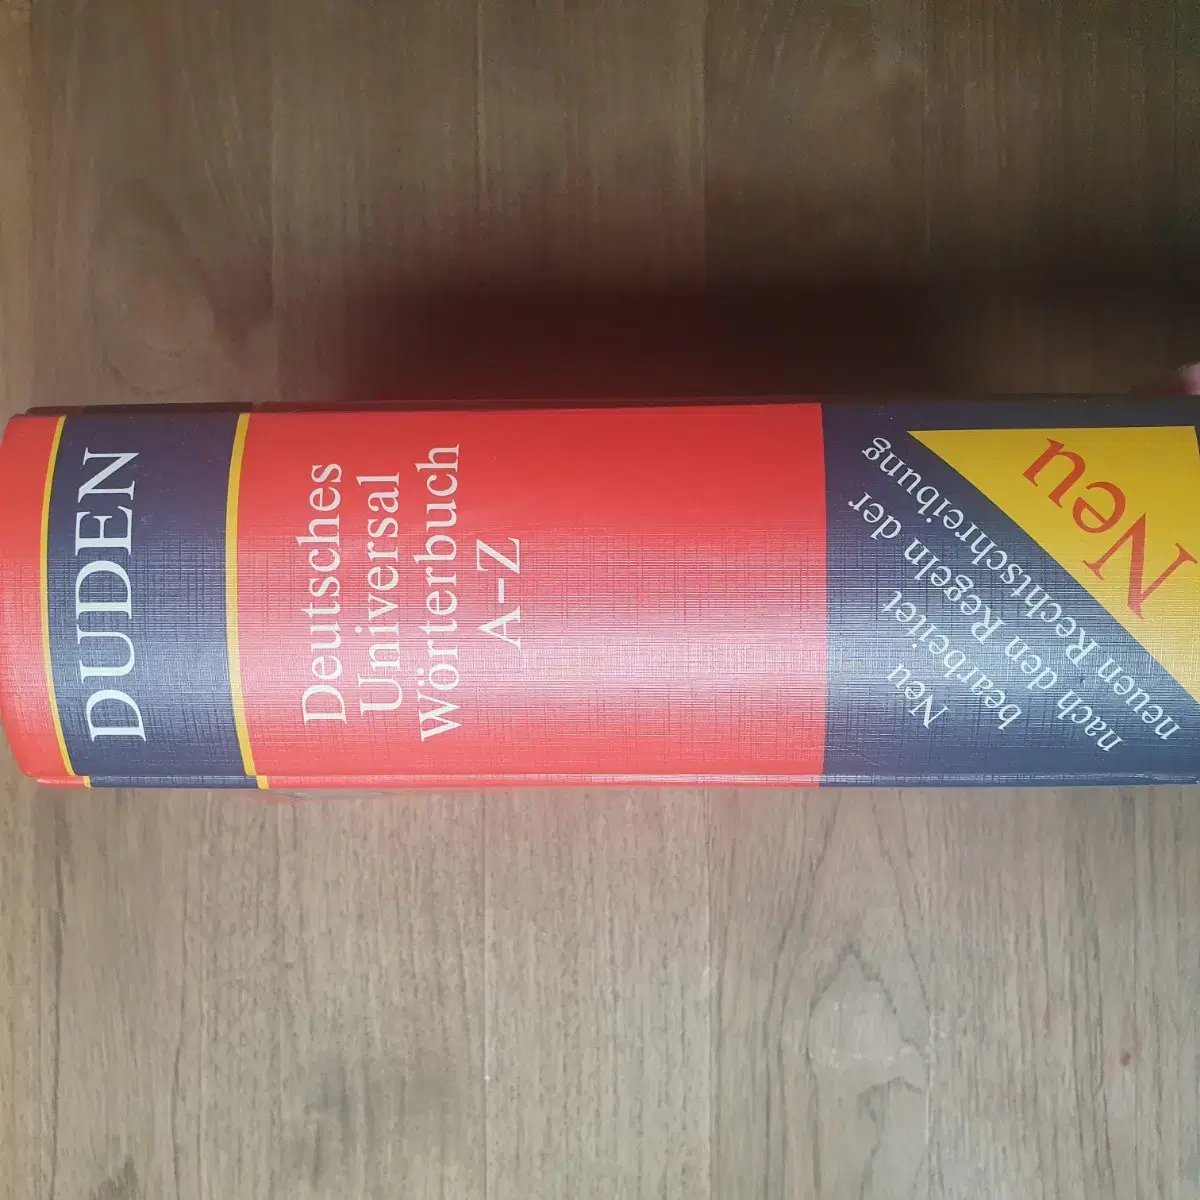 DUDEN
Deutsches
Universal
Wörterbuch
A-Z
Neu
bearbeitet
nach den Regeln der
neuen Rechtschreibung
Neu